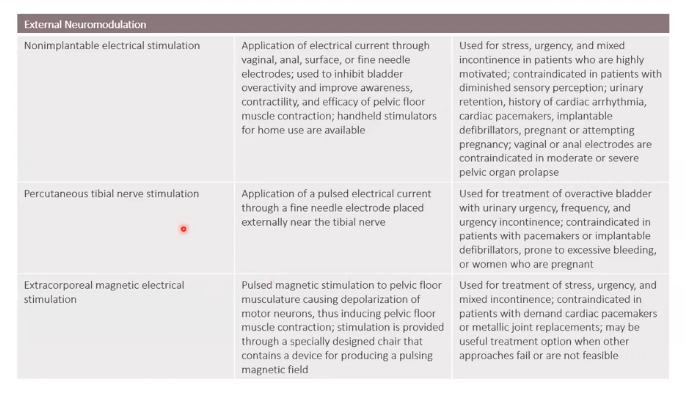 External Neuromodulation
Nonimplantable electrical stimulation
Application of electrical current through
vaginal, anal, surface, or fine needle
electrodes; used to inhibit bladder
overactivity and improve awareness,
contractility, and efficacy of pelvic floor
muscle contraction; handheld stimulators
for home use are available
Used for stress, urgency, and mixed
incontinence in patients who are highly
motivated; contraindicated in patients with
diminished sensory perception; urinary
retention, history of cardiac arrhythmia,
cardiac pacemakers, implantable
defibrillators, pregnant or attempting
pregnancy; vaginal or anal electrodes are
contraindicated in moderate or severe
pelvic organ prolapse
Percutaneous tibial nerve stimulation
Application of a pulsed electrical current
through a fine needle electrode placed
externally near the tibial nerve
Used for treatment of overactive bladder
with urinary urgency, frequency, and
urgency incontinence; contraindicated in
patients with pacemakers or implantable
defibrillators, prone to excessive bleeding,
or women who are pregnant
Extracorporeal magnetic electrical
stimulation
Pulsed magnetic stimulation to pelvic floor
musculature causing depolarization of
motor neurons, thus inducing pelvic floor
muscle contraction; stimulation is provided
through a specially designed chair that
contains a device for producing a pulsing
magnetic field
Used for treatment of stress, urgency, and
mixed incontinence; contraindicated in
patients with demand cardiac pacemakers
or metallic joint replacements; may be
useful treatment option when other
approaches fail or are not feasible